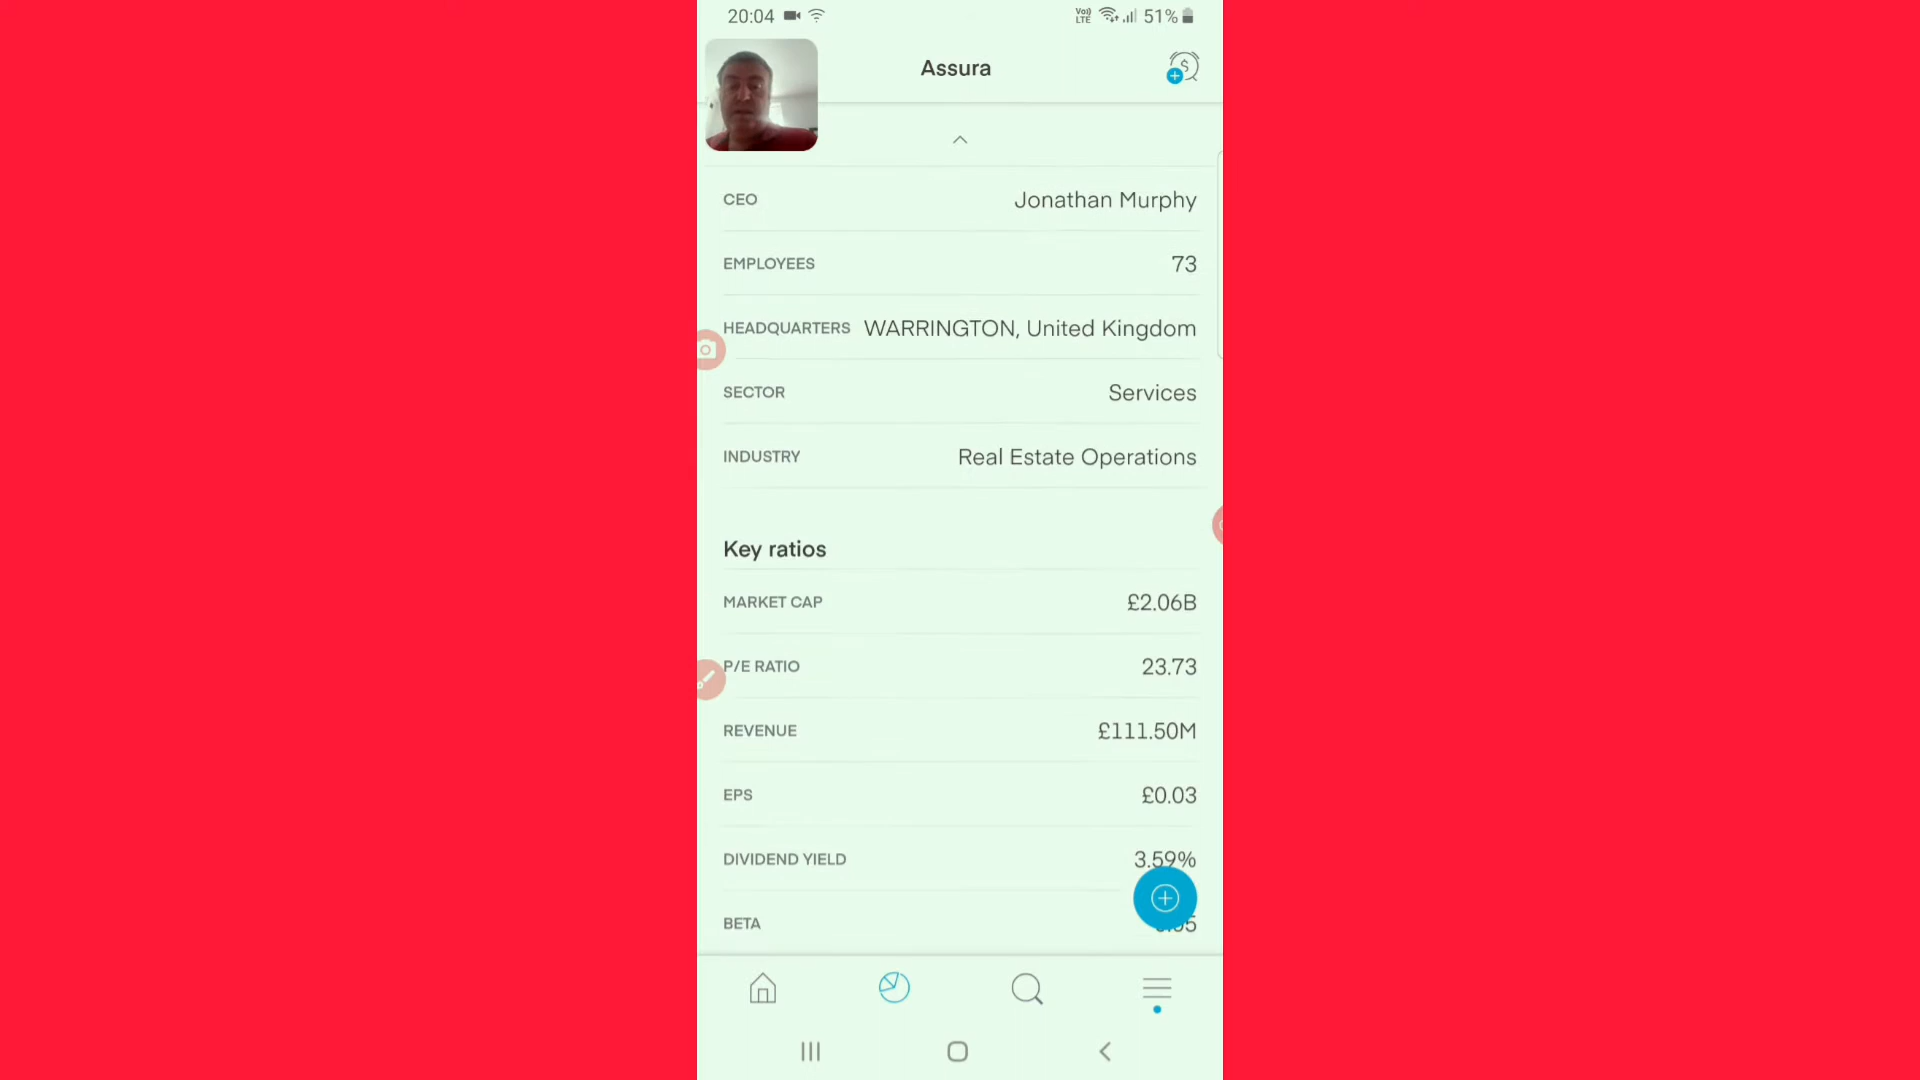 20:04 Vo) LTE 51%
Assura
CEO Jonathan Murphy
EMPLOYEES 73
HEADQUARTERS WARRINGTON, United Kingdom
SECTOR Services
INDUSTRY Real Estate Operations
Key ratios
MARKET CAP £2.06B
P/E RATIO 23.73
REVENUE £111.50M
EPS £0.03
DIVIDEND YIELD 3.59%
BETA